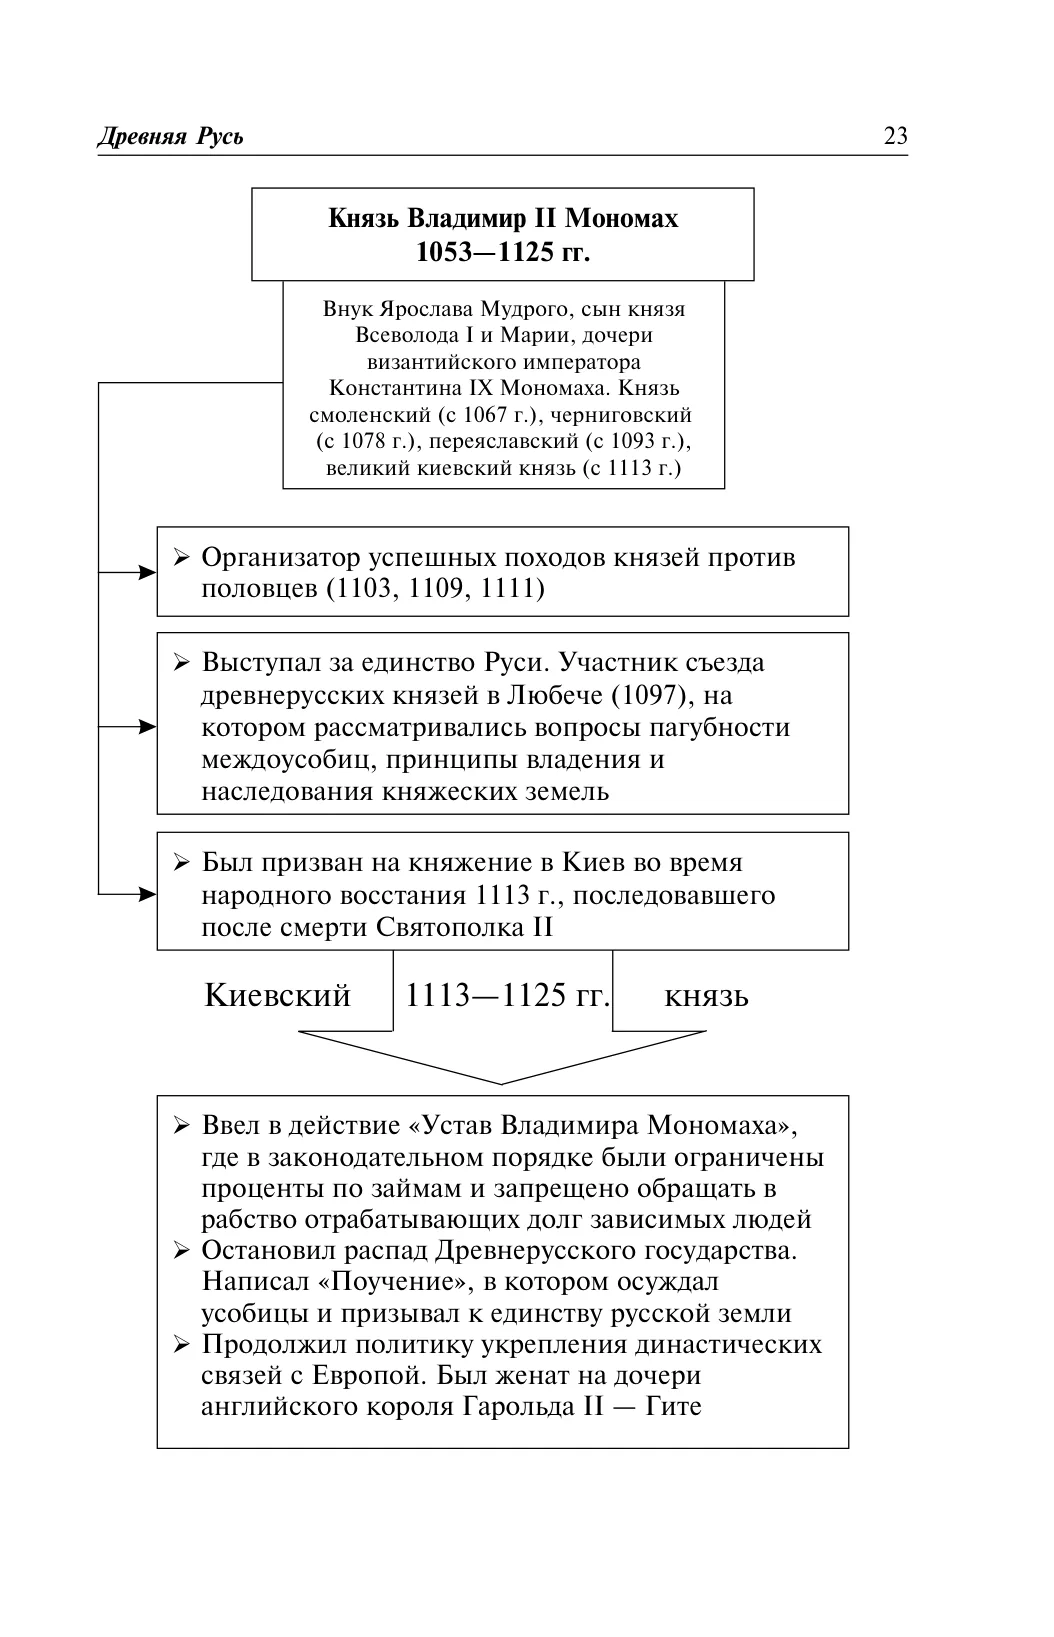 Древняя Русь 23
Князь Владимир II Мономах
1053—1125 гг.
Внук Ярослава Мудрого, сын князя
Всеволода I и Марии, дочери
византийского императора
Константина IX Мономаха. Князь
смоленский (с 1067 г.), черниговский
(с 1078 г.), переяславский (с 1093 г.),
великий киевский князь (с 1113 г.)
➢ Организатор успешных походов князей против
половцев (1103, 1109, 1111)
➢ Выступал за единство Руси. Участник съезда
древнерусских князей в Любече (1097), на
котором рассматривались вопросы пагубности
междоусобиц, принципы владения и
наследования княжеских земель
➢ Был призван на княжение в Киев во время
народного восстания 1113 г., последовавшего
после смерти Святополка II
Киевский 1113—1125 гг. князь
➢ Ввел в действие «Устав Владимира Мономаха»,
где в законодательном порядке были ограничены
проценты по займам и запрещено обращать в
рабство отрабатывающих долг зависимых людей
➢ Остановил распад Древнерусского государства.
Написал «Поучение», в котором осуждал
усобицы и призывал к единству русской земли
➢ Продолжил политику укрепления династических
связей с Европой. Был женат на дочери
английского короля Гарольда II — Гите